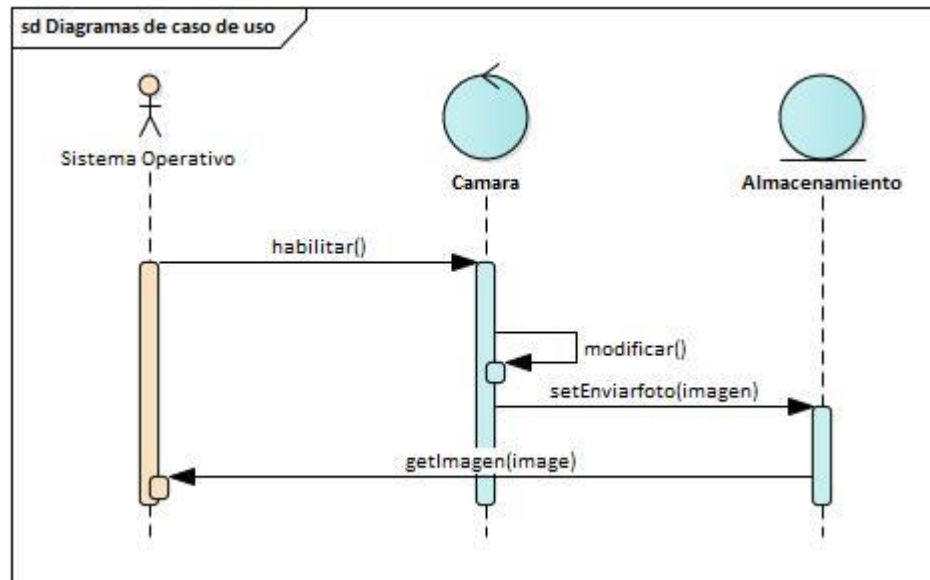 sd Diagramas de caso de uso
Sistema Operativo
Camara
Almacenamiento
habilitar()
modificar()
setEnviarfoto(imagen)
getImagen(image)